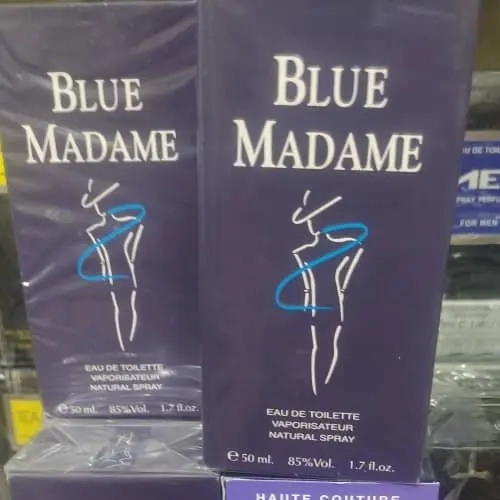 BLUE
MADAME
EAU DE TOILETTE
VAPORISATEUR
NATURAL SPRAY
℮ 50 ml. 85%Vol. 1.7 fl.oz.
BLUE
MADAME
EAU DE TOILETTE
VAPORISATEUR
NATURAL SPRAY
℮ 50 ml. 85%Vol. 1.7 fl.oz.
HAUTE COUTURE
FOR MEN